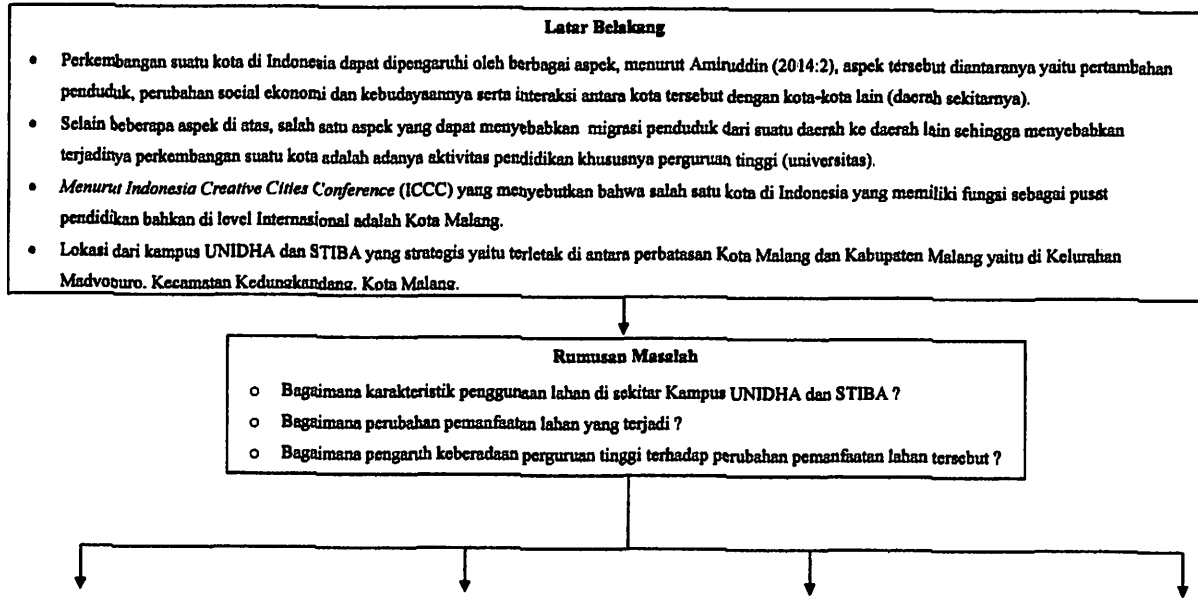 Latar Belakang
• Perkembangan suatu kota di Indonesia dapat dipengaruhi oleh berbagai aspek, menurut Amiruddin (2014:2), aspek tersebut diantaranya yaitu pertambahan
penduduk, perubahan social ekonomi dan kebudayaannya serta interaksi antara kota tersebut dengan kota-kota lain (daerah sekitarnya).
• Selain beberapa aspek di atas, salah satu aspek yang dapat menyebabkan migrasi penduduk dari suatu daerah ke daerah lain sehingga menyebabkan
terjadinya perkembangan suatu kota adalah adanya aktivitas pendidikan khususnya perguruan tinggi (universitas).
• Menurut Indonesia Creative Cities Conference (ICCC) yang menyebutkan bahwa salah satu kota di Indonesia yang memiliki fungsi sebagai pusat
pendidikan bahkan di level Internasional adalah Kota Malang.
• Lokasi dari kampus UNIDHA dan STIBA yang strategis yaitu terletak di antara perbatasan Kota Malang dan Kabupaten Malang yaitu di Kelurahan
Madyopuro, Kecamatan Kedungkandang, Kota Malang.
Rumusan Masalah
o Bagaimana karakteristik penggunaan lahan di sekitar Kampus UNIDHA dan STIBA ?
o Bagaimana perubahan pemanfaatan lahan yang terjadi ?
o Bagaimana pengaruh keberadaan perguruan tinggi terhadap perubahan pemanfaatan lahan tersebut ?